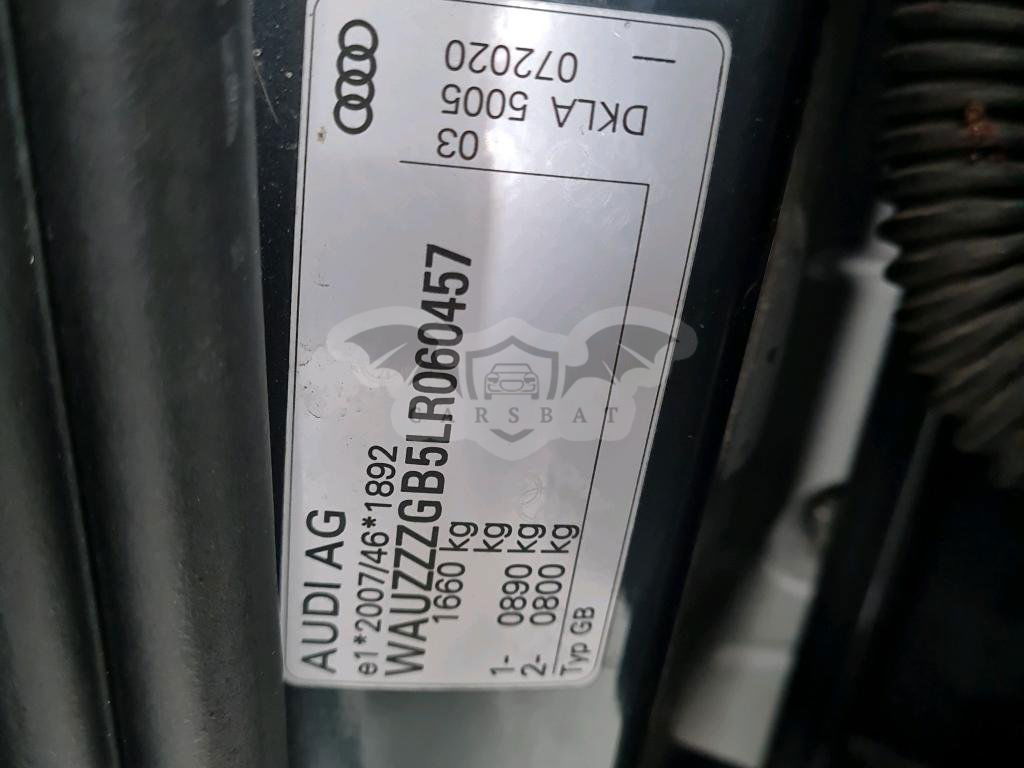 AUDI AG
e1*2007/46*1892
WAUZZZGB5LR060457
1660 kg
kg
1- 0890 kg
2- 0800 kg
Typ GB
03
DKLA 5005
072020
—
CARSBAT